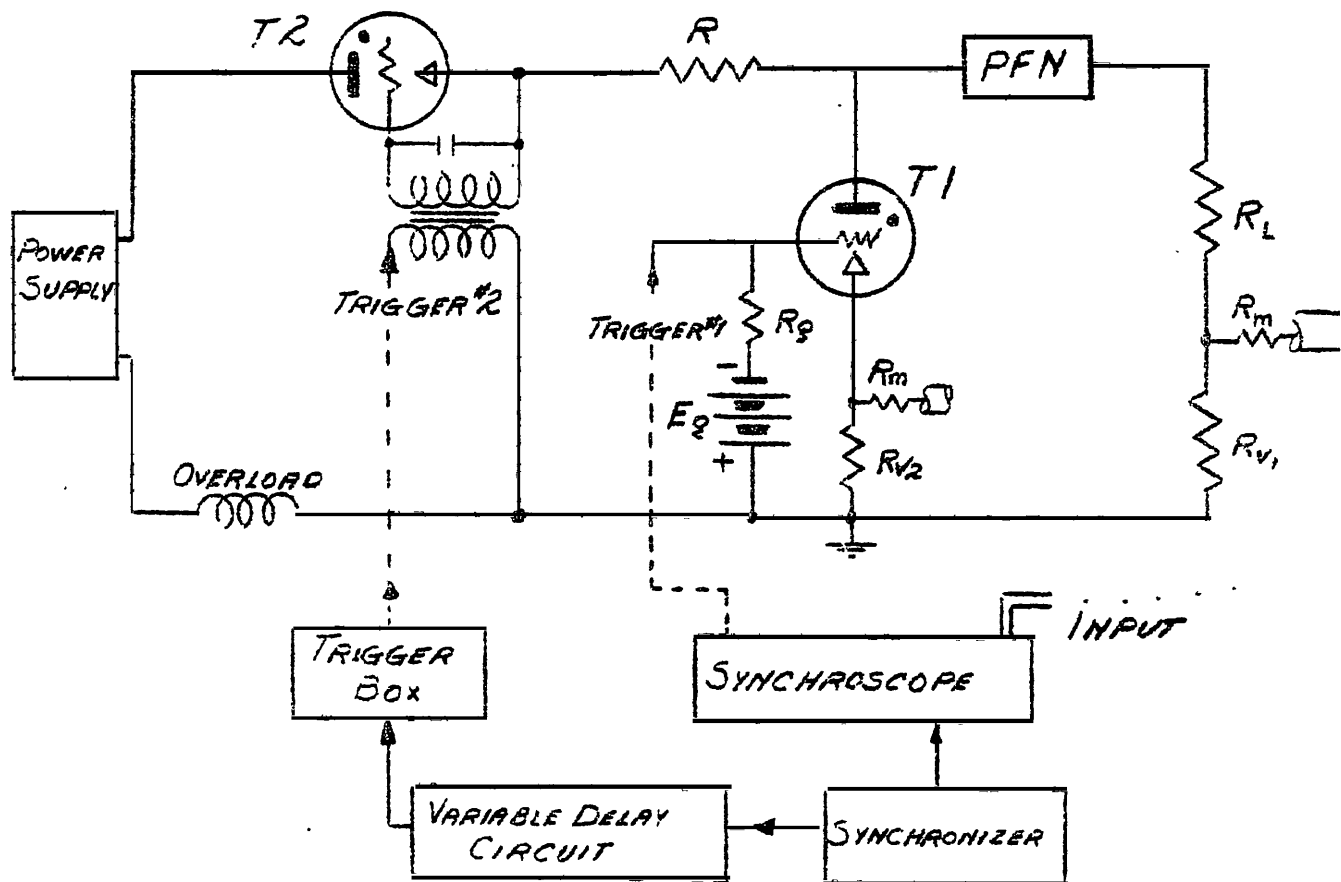 T2
R
PFN
T1
RL
POWER
SUPPLY
TRIGGER #2
TRIGGER #1
Rg
Rm
Rm
Eg
-
+
RV2
RV1
OVERLOAD
INPUT
TRIGGER
BOX
SYNCHROSCOPE
VARIABLE DELAY
CIRCUIT
SYNCHRONIZER